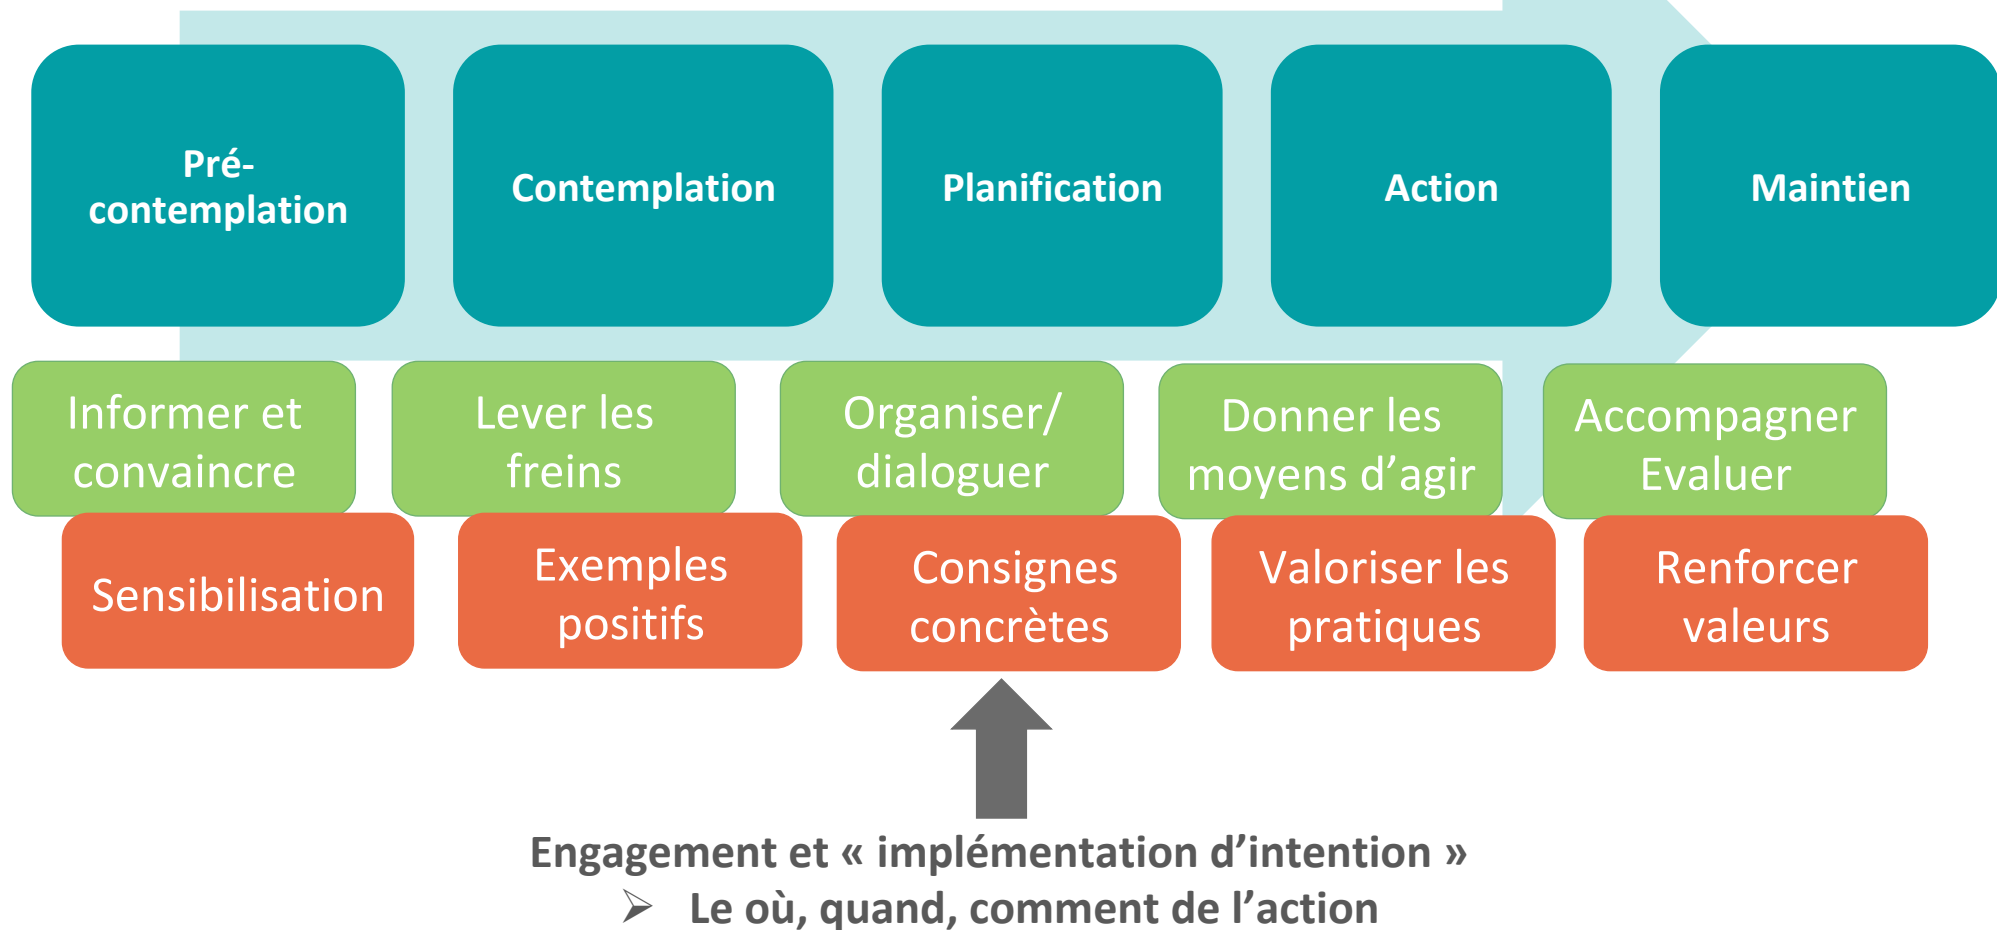 Pré-
contemplation
Contemplation
Planification
Action
Maintien
Informer et
convaincre
Lever les
freins
Organiser/
dialoguer
Donner les
moyens d’agir
Accompagner
Evaluer
Sensibilisation
Exemples
positifs
Consignes
concrètes
Valoriser les
pratiques
Renforcer
valeurs
Engagement et « implémentation d’intention »
➢ Le où, quand, comment de l’action